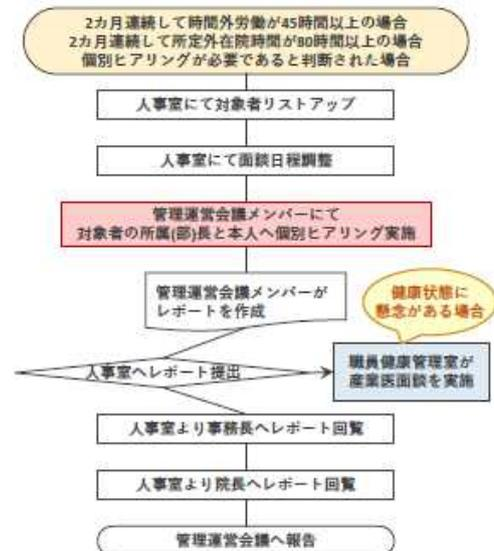 2カ月連続して時間外労働が45時間以上の場合
2カ月連続して所定外在院時間が80時間以上の場合
個別ヒアリングが必要であると判断された場合
人事室にて対象者リストアップ
人事室にて面談日程調整
管理運営会議メンバーにて
対象者の所属(部)長と本人へ個別ヒアリング実施
管理運営会議メンバーが
レポートを作成
健康状態に
懸念がある場合
人事室へレポート提出
職員健康管理室が
産業医面談を実施
人事室より事務長へレポート回覧
人事室より院長へレポート回覧
管理運営会議へ報告